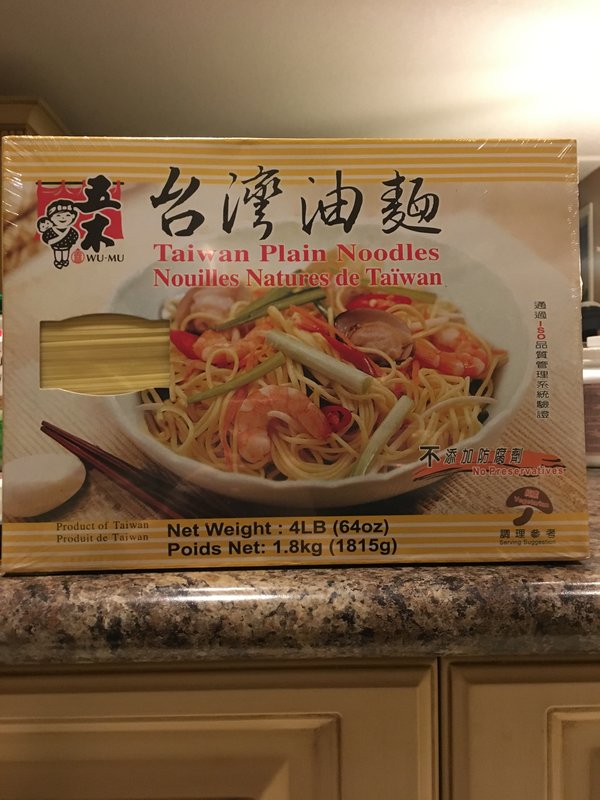 台灣油麵
五木
WU-MU
Taiwan Plain Noodles
Nouilles Natures de Taïwan
通過ISO品質管理系統驗證
不添加防腐劑
No Preservatives
Product of Taiwan
Produit de Taiwan
Net Weight : 4LB (64oz)
Poids Net: 1.8kg (1815g)
調理參考
Serving Suggestion